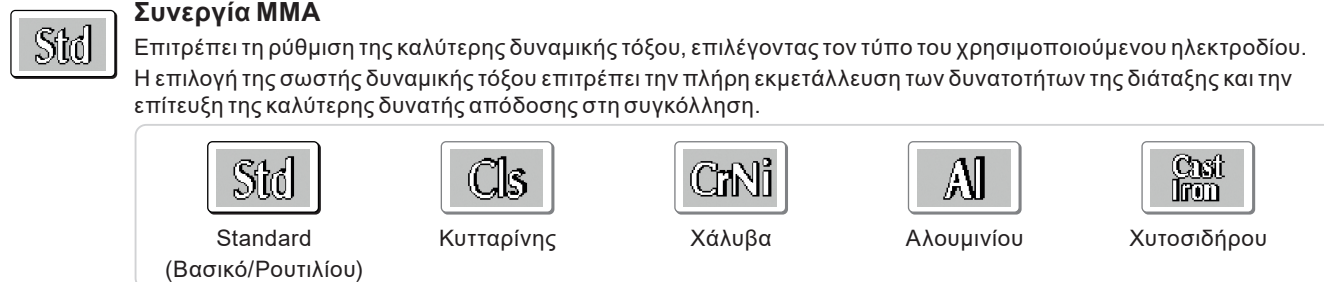 Συνεργία MMA
Std
Επιτρέπει τη ρύθμιση της καλύτερης δυναμικής τόξου, επιλέγοντας τον τύπο του χρησιμοποιούμενου ηλεκτροδίου.
Η επιλογή της σωστής δυναμικής τόξου επιτρέπει την πλήρη εκμετάλλευση των δυνατοτήτων της διάταξης και την
επίτευξη της καλύτερης δυνατής απόδοσης στη συγκόλληση.
Std Cls CrNi Al Cast Iron
Standard Κυτταρίνης Χάλυβα Αλουμινίου Χυτοσιδήρου
(Βασικό/Ρουτιλίου)